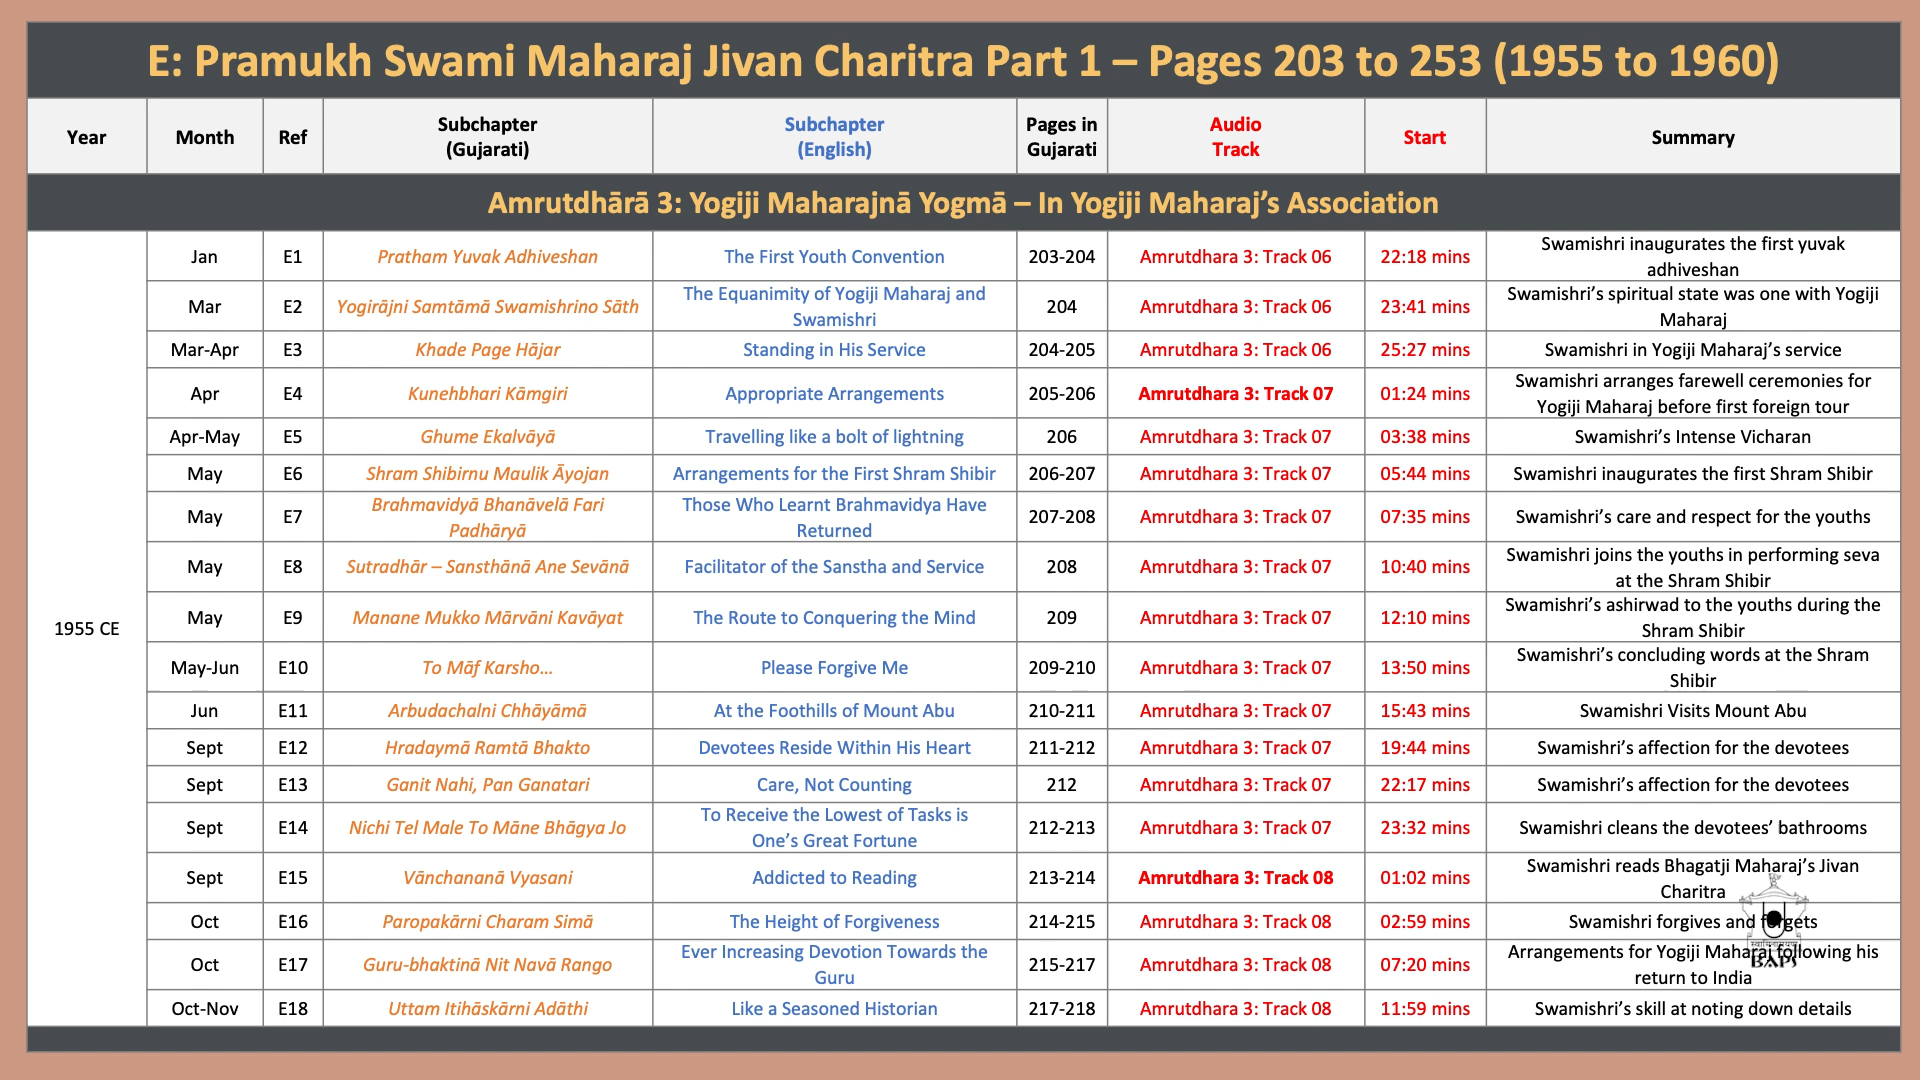 E: Pramukh Swami Maharaj Jivan Charitra Part 1 – Pages 203 to 253 (1955 to 1960)
Year Month Ref Subchapter (Gujarati) Subchapter (English) Pages in Gujarati Audio Track Start Summary
Amrutdhārā 3: Yogiji Maharajnā Yogmā – In Yogiji Maharaj’s Association
1955 CE
Jan E1 Pratham Yuvak Adhiveshan The First Youth Convention 203-204 Amrutdhara 3: Track 06 22:18 mins Swamishri inaugurates the first yuvak adhiveshan
Mar E2 Yogirājni Samtāmā Swamishrino Sāth The Equanimity of Yogiji Maharaj and Swamishri 204 Amrutdhara 3: Track 06 23:41 mins Swamishri’s spiritual state was one with Yogiji Maharaj
Mar-Apr E3 Khade Page Hājar Standing in His Service 204-205 Amrutdhara 3: Track 06 25:27 mins Swamishri in Yogiji Maharaj’s service
Apr E4 Kunehbhari Kāmgiri Appropriate Arrangements 205-206 Amrutdhara 3: Track 07 01:24 mins Swamishri arranges farewell ceremonies for Yogiji Maharaj before first foreign tour
Apr-May E5 Ghume Ekalvāyā Travelling like a bolt of lightning 206 Amrutdhara 3: Track 07 03:38 mins Swamishri’s Intense Vicharan
May E6 Shram Shibirnu Maulik Āyojan Arrangements for the First Shram Shibir 206-207 Amrutdhara 3: Track 07 05:44 mins Swamishri inaugurates the first Shram Shibir
May E7 Brahmavidyā Bhanāvelā Fari Padhāryā Those Who Learnt Brahmavidya Have Returned 207-208 Amrutdhara 3: Track 07 07:35 mins Swamishri’s care and respect for the youths
May E8 Sutradhār – Sansthānā Ane Sevānā Facilitator of the Sanstha and Service 208 Amrutdhara 3: Track 07 10:40 mins Swamishri joins the youths in performing seva at the Shram Shibir
May E9 Manane Mukko Mārvāni Kavāyat The Route to Conquering the Mind 209 Amrutdhara 3: Track 07 12:10 mins Swamishri’s ashirwad to the youths during the Shram Shibir
May-Jun E10 To Māf Karsho… Please Forgive Me 209-210 Amrutdhara 3: Track 07 13:50 mins Swamishri’s concluding words at the Shram Shibir
Jun E11 Arbudachalni Chhāyāmā At the Foothills of Mount Abu 210-211 Amrutdhara 3: Track 07 15:43 mins Swamishri Visits Mount Abu
Sept E12 Hradaymā Ramtā Bhakto Devotees Reside Within His Heart 211-212 Amrutdhara 3: Track 07 19:44 mins Swamishri’s affection for the devotees
Sept E13 Ganit Nahi, Pan Ganatari Care, Not Counting 212 Amrutdhara 3: Track 07 22:17 mins Swamishri’s affection for the devotees
Sept E14 Nichi Tel Male To Māne Bhāgya Jo To Receive the Lowest of Tasks is One’s Great Fortune 212-213 Amrutdhara 3: Track 07 23:32 mins Swamishri cleans the devotees’ bathrooms
Sept E15 Vānchananā Vyasani Addicted to Reading 213-214 Amrutdhara 3: Track 08 01:02 mins Swamishri reads Bhagatji Maharaj’s Jivan Charitra
Oct E16 Paropakārni Charam Simā The Height of Forgiveness 214-215 Amrutdhara 3: Track 08 02:59 mins Swamishri forgives and forgets
Oct E17 Guru-bhaktinā Nit Navā Rango Ever Increasing Devotion Towards the Guru 215-217 Amrutdhara 3: Track 08 07:20 mins Arrangements for Yogiji Maharaj following his return to India
Oct-Nov E18 Uttam Itihāskārni Adāthi Like a Seasoned Historian 217-218 Amrutdhara 3: Track 08 11:59 mins Swamishri’s skill at noting down details
BAPS